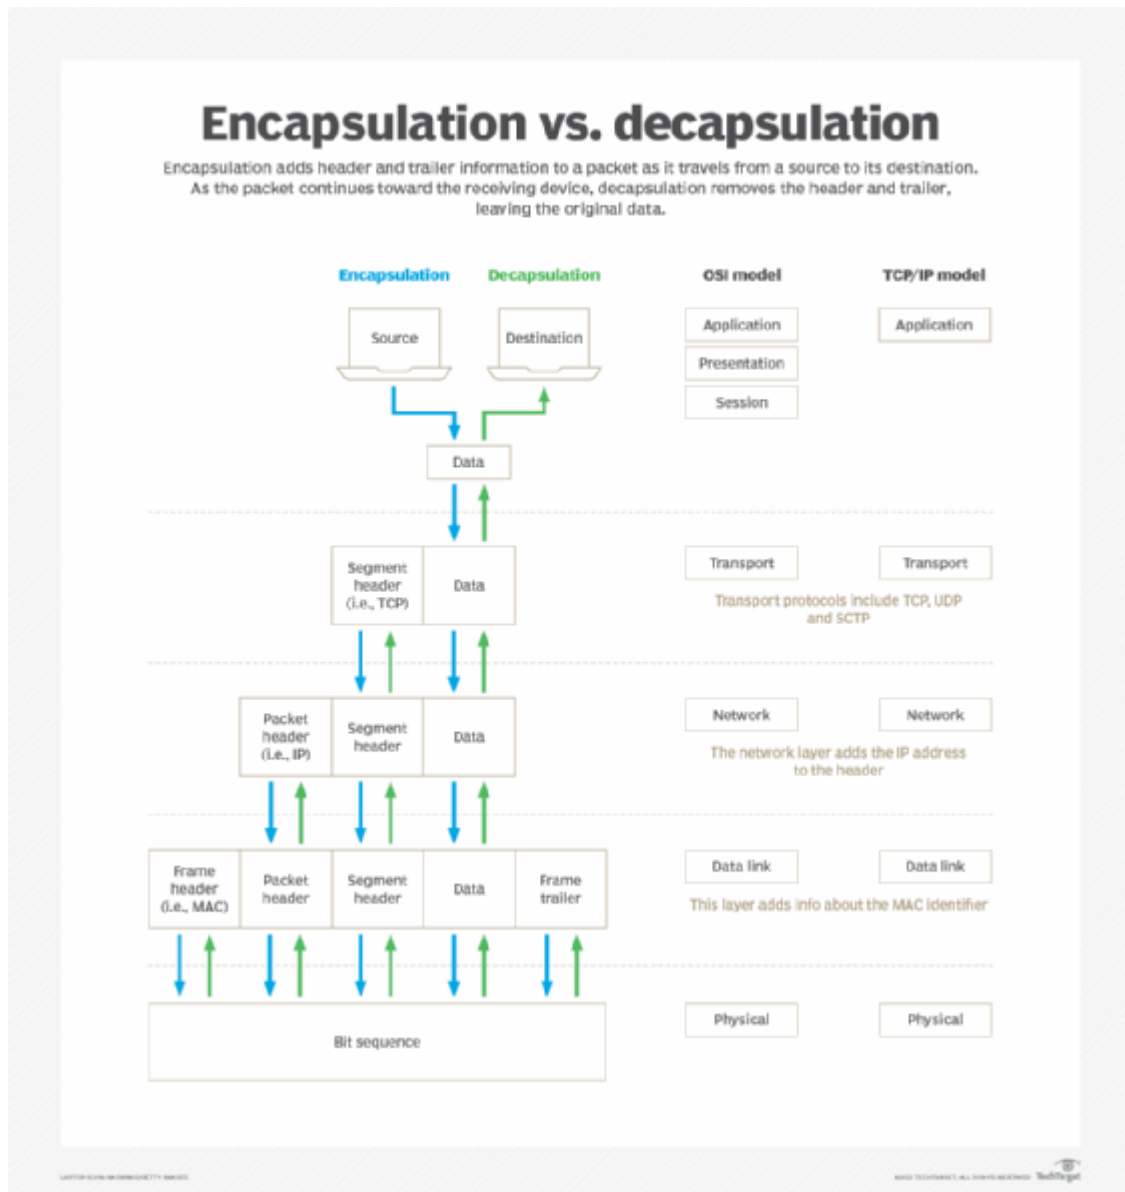 Encapsulation vs. decapsulation
Encapsulation adds header and trailer information to a packet as it travels from a source to its destination.
As the packet continues toward the receiving device, decapsulation removes the header and trailer,
leaving the original data.
Encapsulation
Decapsulation
OSI model
TCP/IP model
Source
Destination
Application
Application
Presentation
Session
Data
Segment
header
(i.e., TCP)
Data
Transport
Transport
Transport protocols include TCP, UDP
and SCTP
Packet
header
(i.e., IP)
Segment
header
Data
Network
Network
The network layer adds the IP address
to the header
Frame
header
(i.e., MAC)
Packet
header
Segment
header
Data
Frame
trailer
Data link
Data link
This layer adds info about the MAC identifier
Bit sequence
Physical
Physical
TechTarget